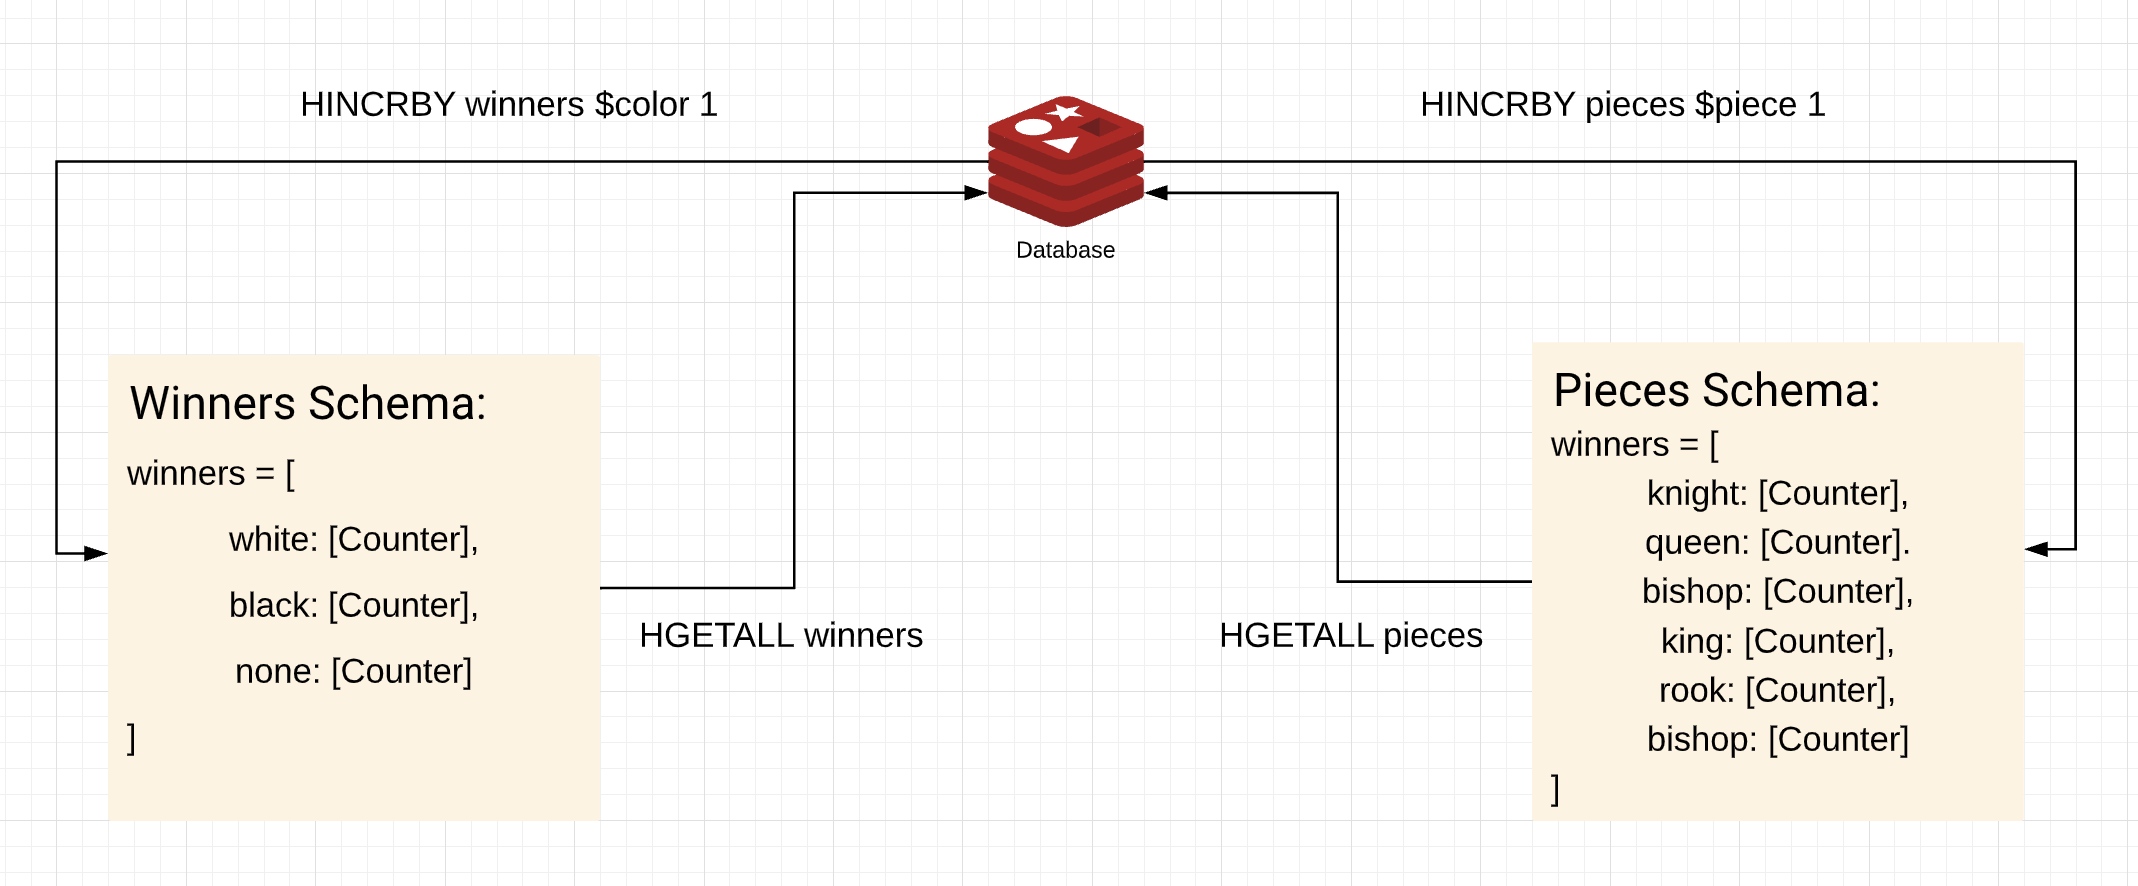 HINCRBY winners $color 1
HINCRBY pieces $piece 1
Database
Winners Schema:
winners = [
white: [Counter],
black: [Counter],
none: [Counter]
]
HGETALL winners
HGETALL pieces
Pieces Schema:
winners = [
knight: [Counter],
queen: [Counter].
bishop: [Counter],
king: [Counter],
rook: [Counter],
bishop: [Counter]
]